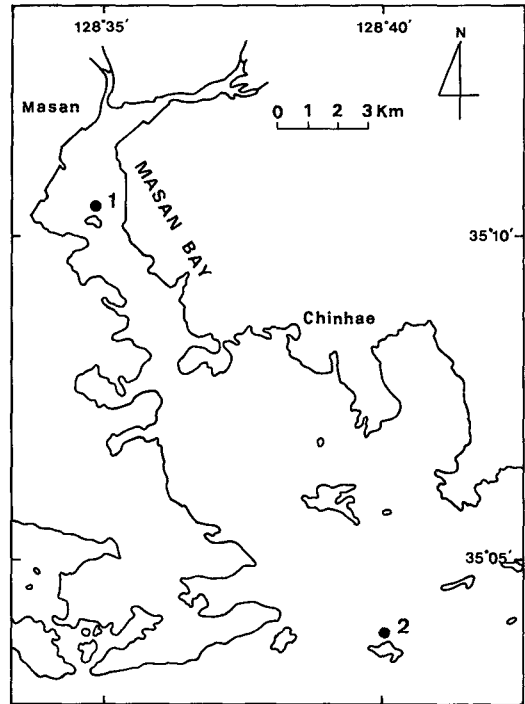 128°35′
128°40′
N
Masan
0 1 2 3 Km
MASAN BAY
1
35°10′
Chinhae
35°05′
2